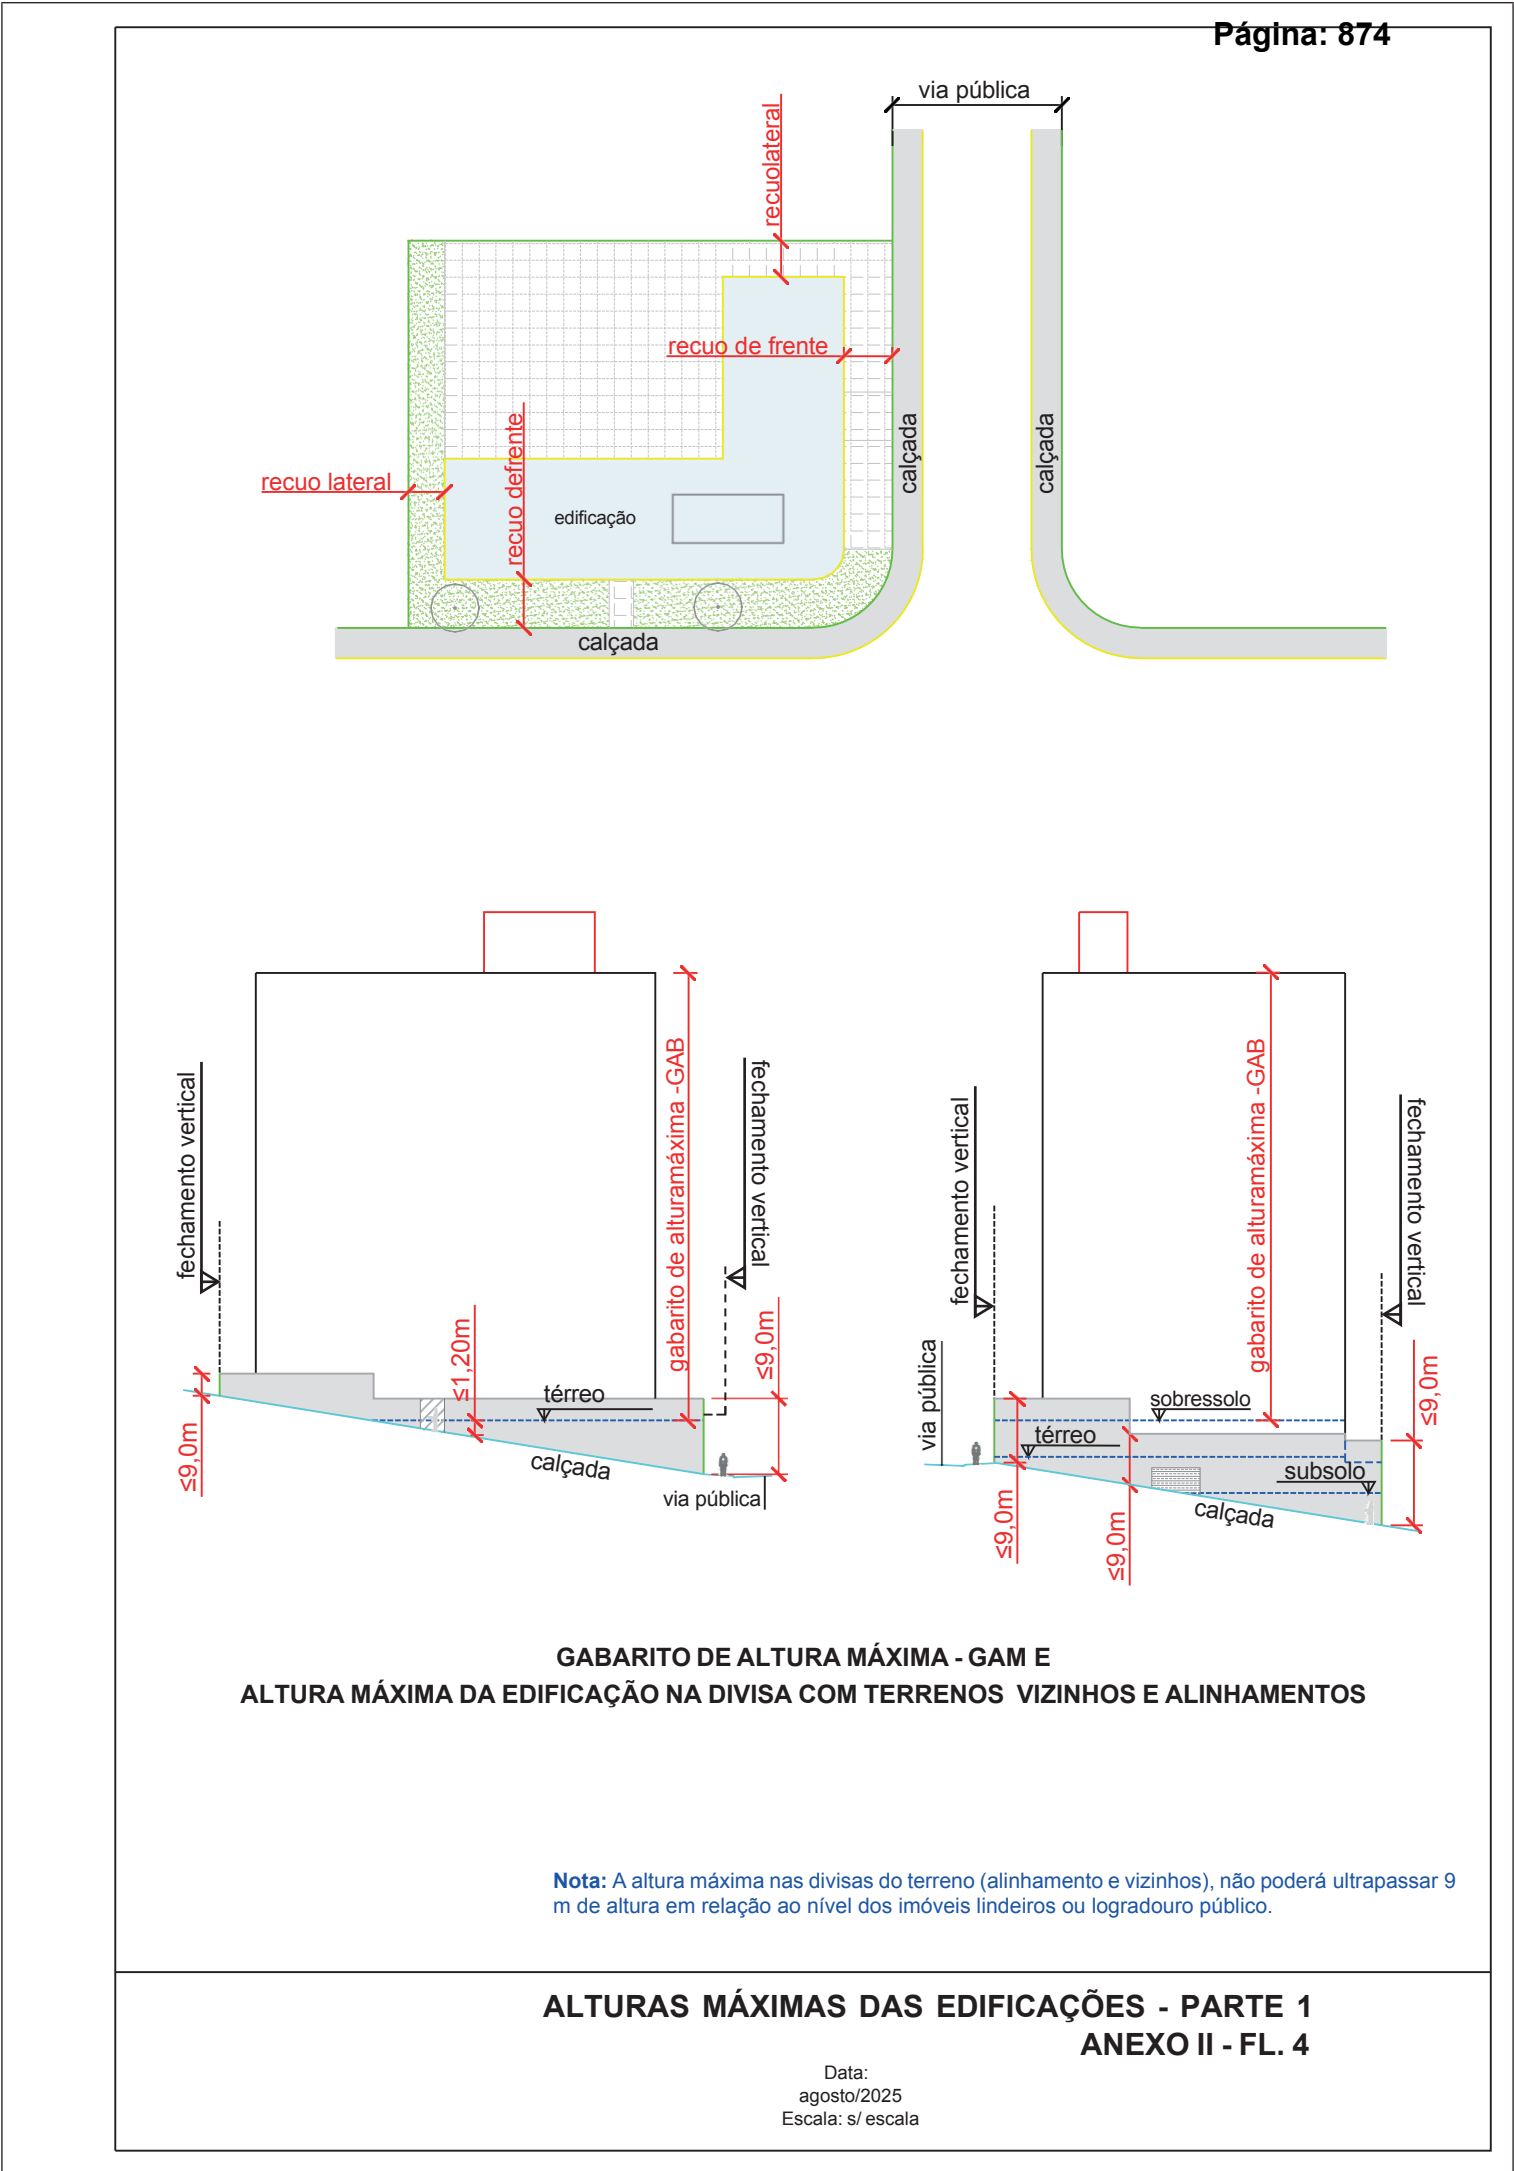 Página: 874
via pública
recuolateral
recuo de frente
calçada
calçada
recuo lateral
recuo defrente
edificação
calçada
fechamento vertical
gabarito de alturamáxima -GAB
fechamento vertical
≤9,0m
≤1,20m
térreo
≤9,0m
calçada
via pública
fechamento vertical
gabarito de alturamáxima -GAB
fechamento vertical
via pública
sobressolo
térreo
subsolo
≤9,0m
≤9,0m
≤9,0m
calçada
GABARITO DE ALTURA MÁXIMA - GAM E
ALTURA MÁXIMA DA EDIFICAÇÃO NA DIVISA COM TERRENOS VIZINHOS E ALINHAMENTOS
Nota: A altura máxima nas divisas do terreno (alinhamento e vizinhos), não poderá ultrapassar 9
m de altura em relação ao nível dos imóveis lindeiros ou logradouro público.
ALTURAS MÁXIMAS DAS EDIFICAÇÕES - PARTE 1
ANEXO II - FL. 4
Data:
agosto/2025
Escala: s/ escala